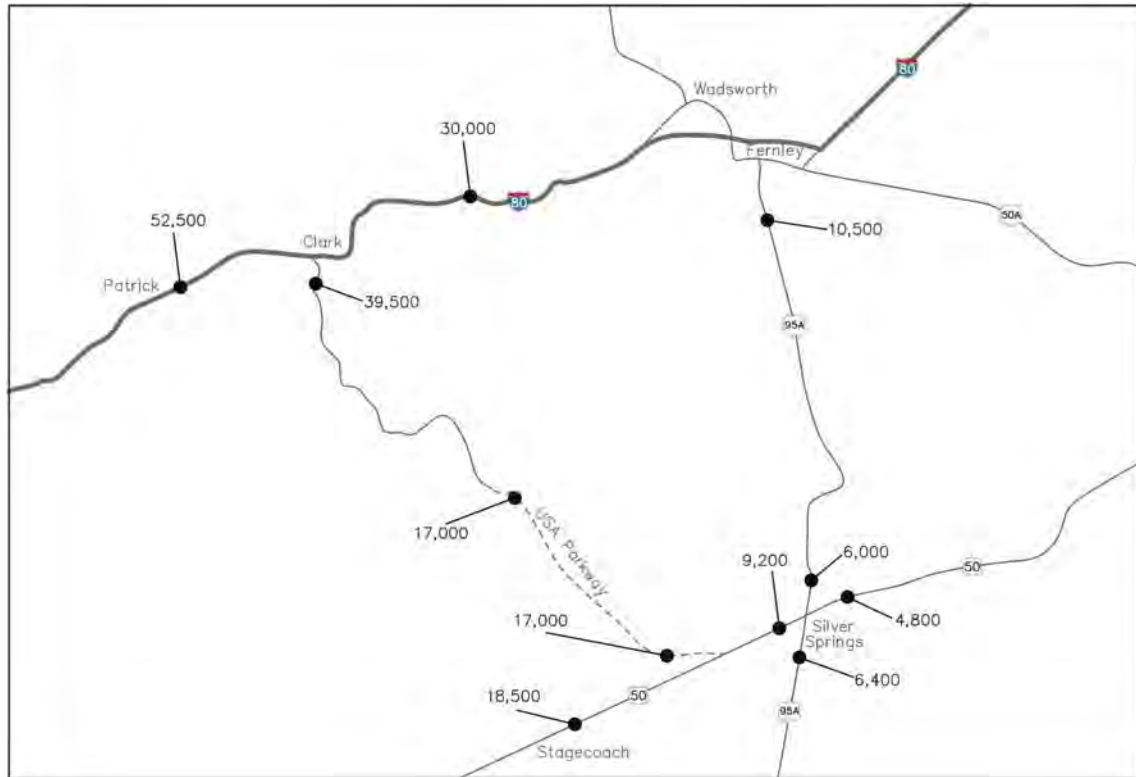 80
Wadsworth
30,000
Fernley
80
50A
52,500
Clark
10,500
Patrick
39,500
95A
17,000
USA Parkway
9,200
6,000
50
4,800
17,000
Silver
Springs
6,400
18,500
50
95A
Stagecoach